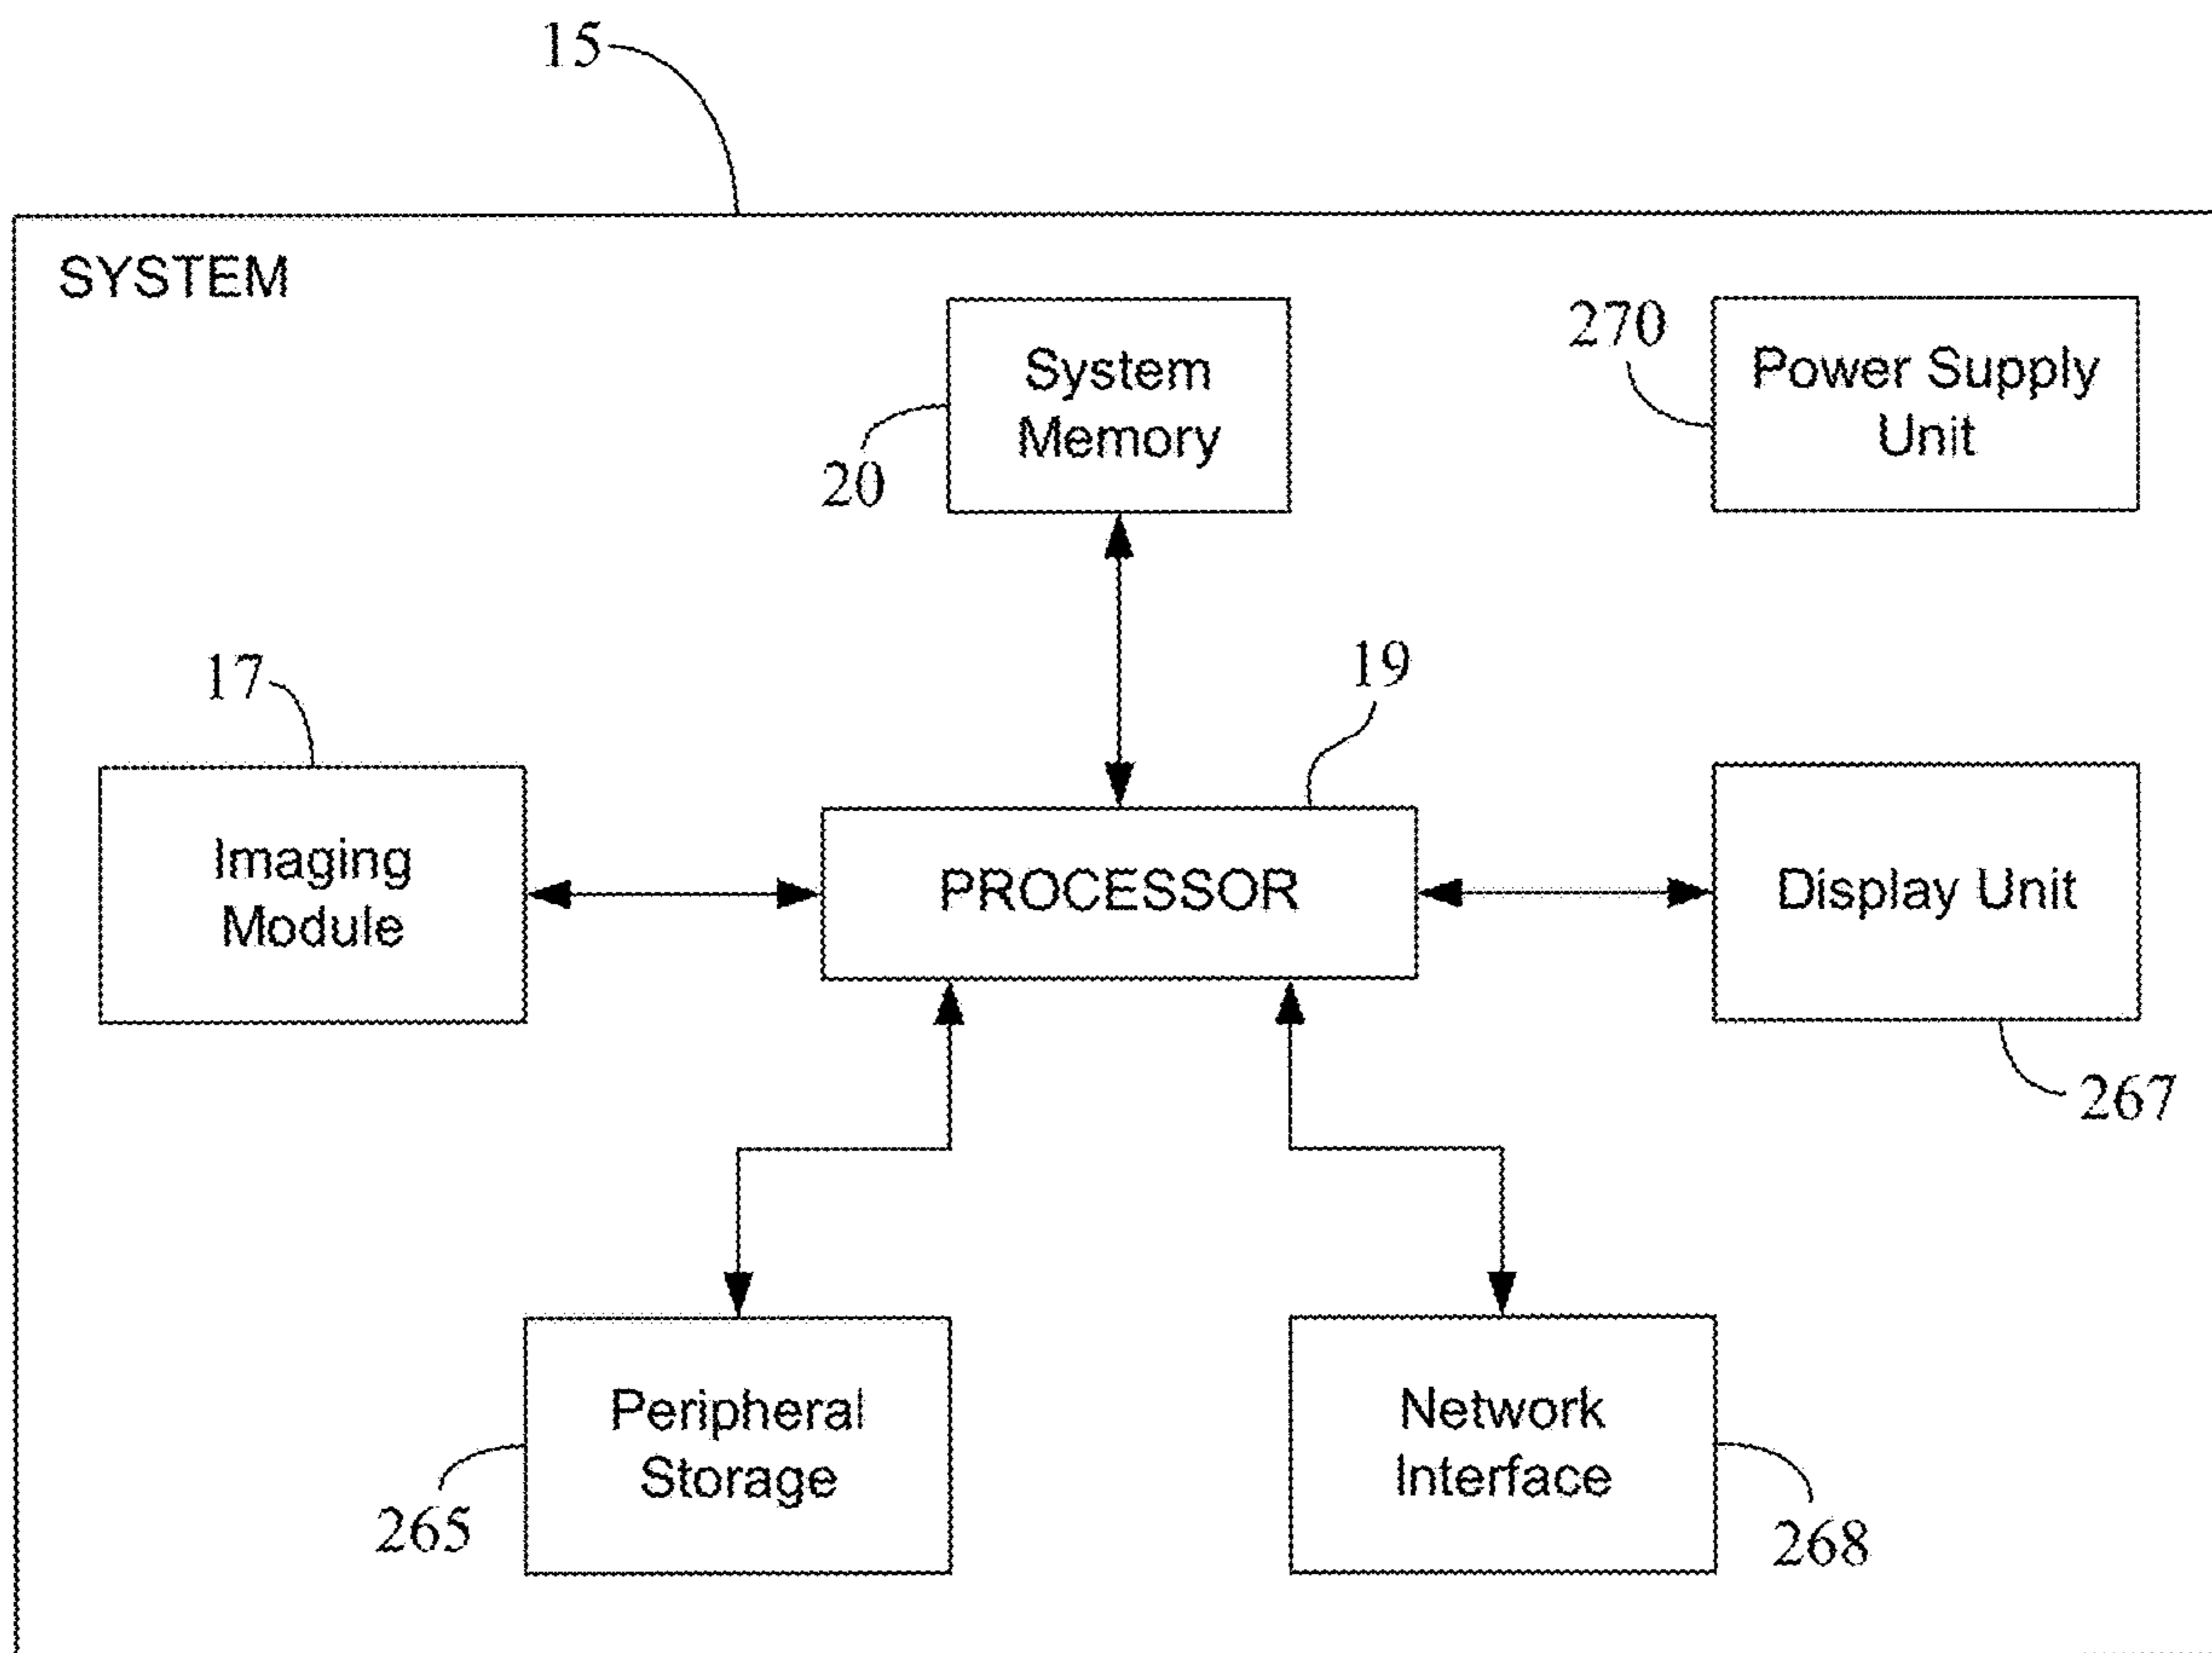 15
SYSTEM
System
Memory
20
270
Power Supply
Unit
17
Imaging
Module
19
PROCESSOR
Display Unit
267
Peripheral
Storage
265
Network
Interface
268